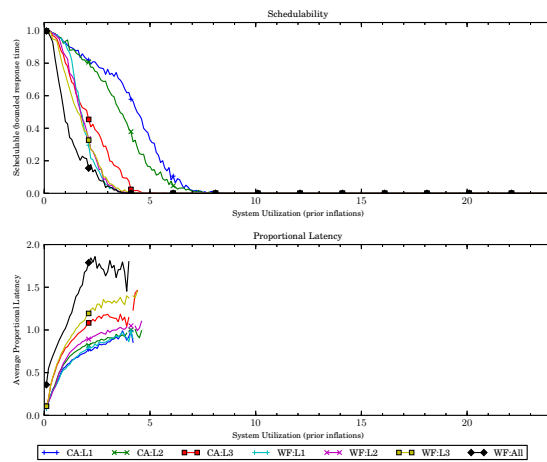 Schedulability
Schedulable (bounded response time)
1.0
0.8
0.6
0.4
0.2
0.0
0 5 10 15 20
System Utilization (prior inflations)
Proportional Latency
Average Proportional Latency
2.0
1.5
1.0
0.5
0.0
0 5 10 15 20
System Utilization (prior inflations)
CA:L1 CA:L2 CA:L3 WF:L1 WF:L2 WF:L3 WF:All